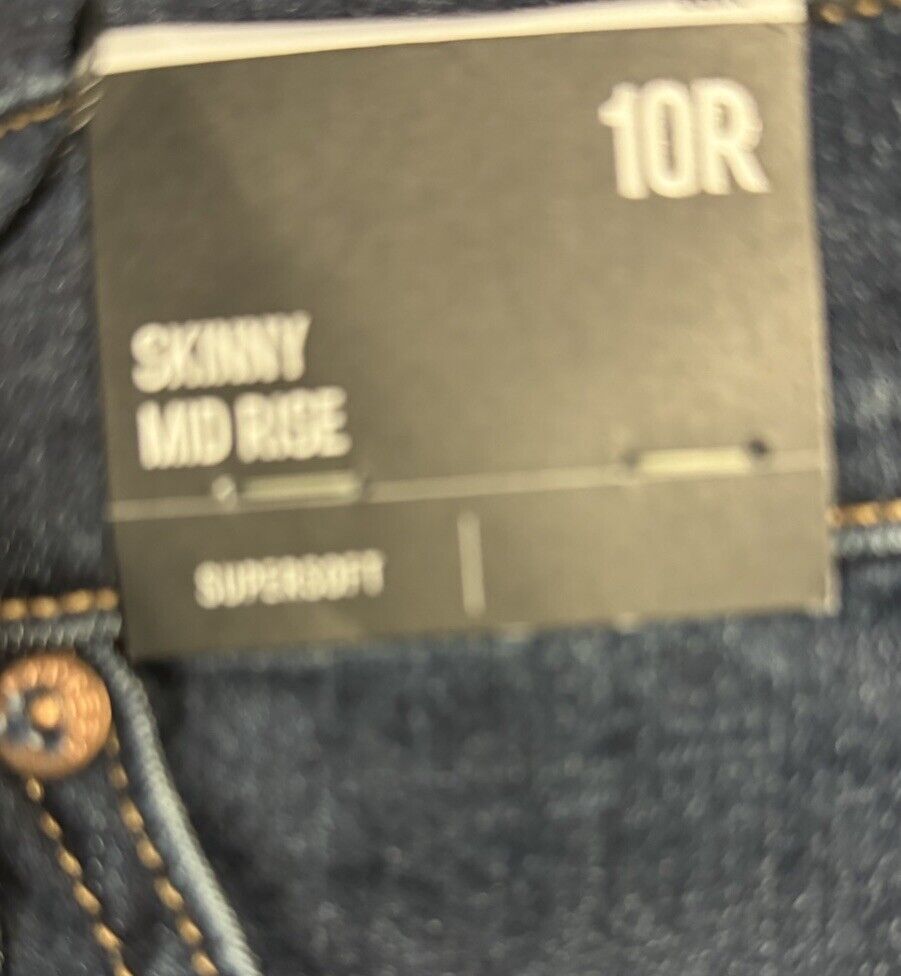 10R
SKINNY
MID RISE
SUPERSOFT